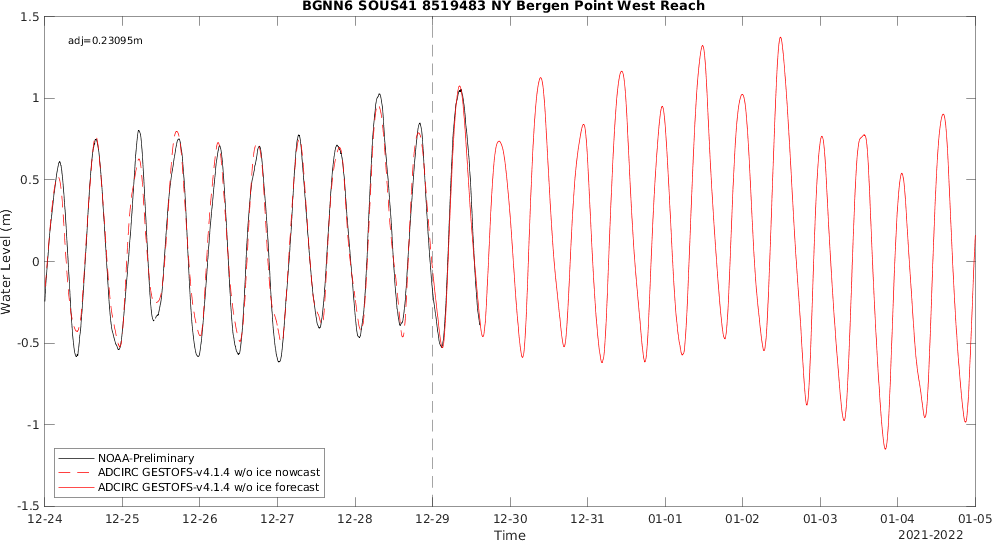 BGNN6 SOUS41 8519483 NY Bergen Point West Reach
adj=0.23095m
Water Level (m)
1.5
1
0.5
0
-0.5
-1
-1.5
NOAA-Preliminary
ADCIRC GESTOFS-v4.1.4 w/o ice nowcast
ADCIRC GESTOFS-v4.1.4 w/o ice forecast
12-24 12-25 12-26 12-27 12-28 12-29 12-30 12-31 01-01 01-02 01-03 01-04 01-05
Time
2021-2022